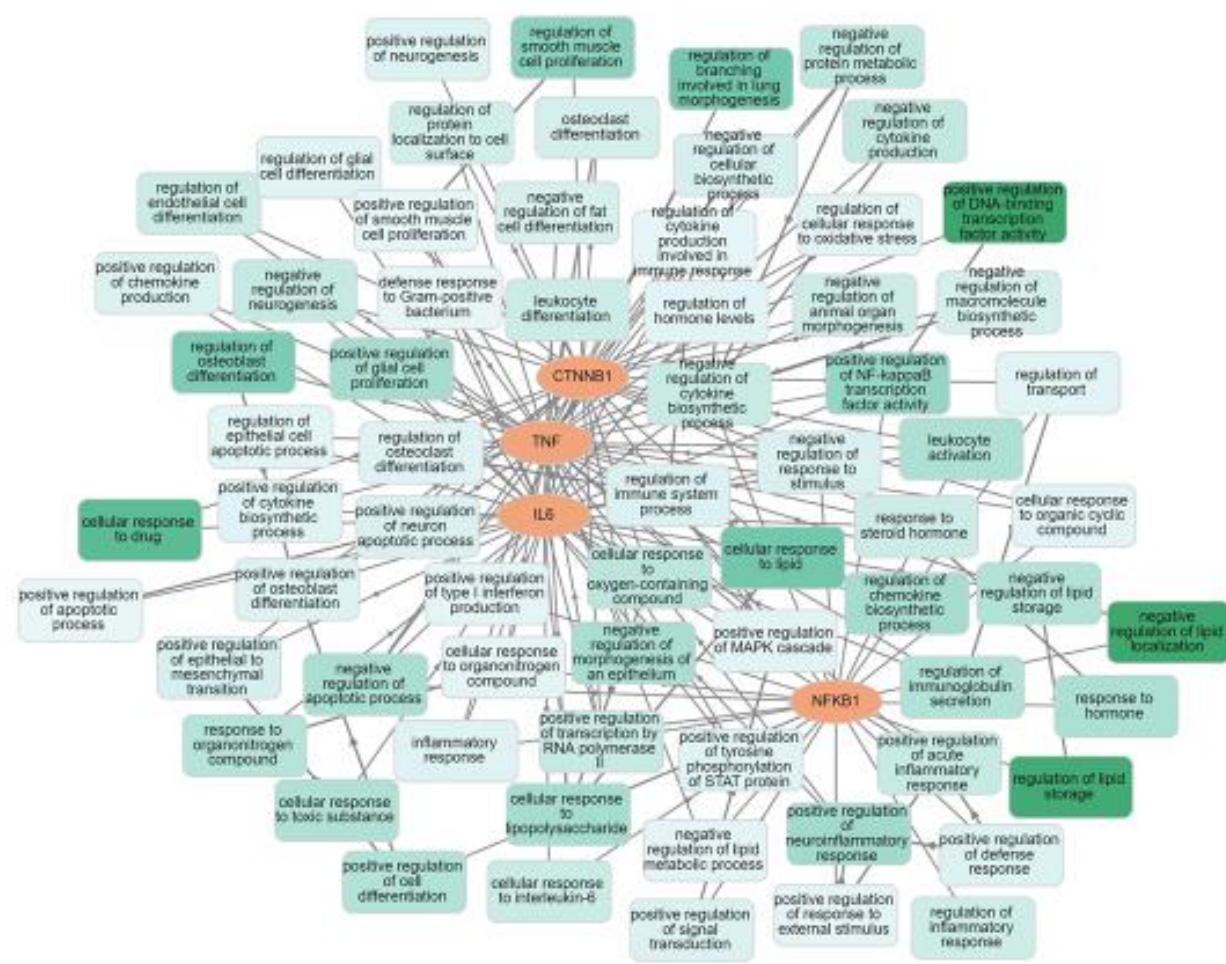 positive regulation
of neurogenesis
regulation of
smooth muscle
cell proliferation
regulation of
branching
involved in lung
morphogenesis
negative
regulation of
protein metabolic
process
regulation of
protein
localization to cell
surface
osteoclast
differentiation
negative
regulation of
cellular
biosynthetic
process
negative
regulation of
cytokine
production
regulation of glial
cell differentiation
regulation of
endothelial cell
differentiation
positive regulation
of smooth muscle
cell proliferation
negative
regulation of fat
cell differentiation
regulation of
cytokine
production
involved in
immune response
regulation of
cellular response
to oxidative stress
positive regulation
of DNA-binding
transcription
factor activity
positive regulation
of chemokine
production
negative
regulation of
neurogenesis
defense response
to Gram-positive
bacterium
leukocyte
differentiation
regulation of
hormone levels
negative
regulation of
animal organ
morphogenesis
negative
regulation of
macromolecule
biosynthetic
process
regulation of
osteoblast
differentiation
positive regulation
of glial cell
proliferation
CTNNB1
negative
regulation of
cytokine
biosynthetic
process
positive regulation
of NF-kappaB
transcription
factor activity
regulation of
transport
regulation of
epithelial cell
apoptotic process
regulation of
osteoclast
differentiation
TNF
negative
regulation of
response to
stimulus
leukocyte
activation
positive regulation
of cytokine
biosynthetic
process
cellular response
to drug
positive regulation
of neuron
apoptotic process
IL6
regulation of
immune system
process
response to
steroid hormone
cellular response
to organic cyclic
compound
positive regulation
of apoptotic
process
positive regulation
of osteoblast
differentiation
positive regulation
of type I interferon
production
cellular response
to
oxygen-containing
compound
cellular response
to lipid
regulation of
chemokine
biosynthetic
process
negative
regulation of lipid
storage
negative
regulation of lipid
localization
positive regulation
of epithelial to
mesenchymal
transition
negative
regulation of
apoptotic process
cellular response
to organonitrogen
compound
negative
regulation of
morphogenesis of
an epithelium
positive regulation
of MAPK cascade
NFKB1
regulation of
immunoglobulin
secretion
response to
hormone
response to
organonitrogen
compound
inflammatory
response
positive regulation
of transcription by
RNA polymerase
II
positive regulation
of tyrosine
phosphorylation
of STAT protein
positive regulation
of acute
inflammatory
response
regulation of lipid
storage
cellular response
to toxic substance
cellular response
to
lipopolysaccharide
negative
regulation of lipid
metabolic process
positive regulation
of
neuroinflammatory
response
positive regulation
of defense
response
positive regulation
of cell
differentiation
cellular response
to interleukin-6
positive regulation
of signal
transduction
positive regulation
of response to
external stimulus
regulation of
inflammatory
response